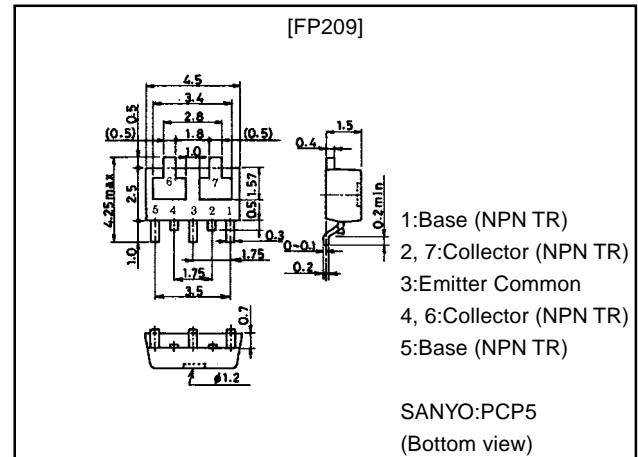 [FP209]
4.5
3.4
2.8
(0.5) 1.8 (0.5)
1.0
0.5
6 7
1.57
2.5
4.25max
5 4 3 2 1
0.5
0.3
1.0
1.75
1.75
3.5
0.7
φ1.2
1.5
0.4
0.2min
0~0.1
0.2
1:Base (NPN TR)
2, 7:Collector (NPN TR)
3:Emitter Common
4, 6:Collector (NPN TR)
5:Base (NPN TR)
SANYO:PCP5
(Bottom view)